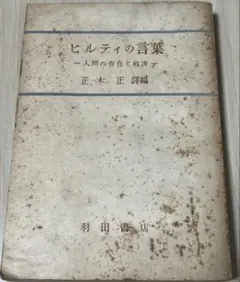 ヒルティの言葉
―人間の存在と救済―
正木正譯編
羽田書店